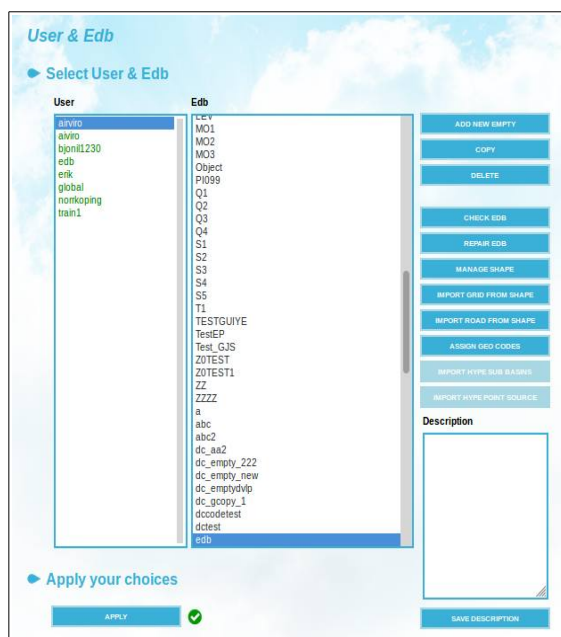 User & Edb
Select User & Edb
User
Edb
airviro
aiviro
bjonil1230
edb
erik
global
norrkoping
train1
LEV
MO1
MO2
MO3
Object
PI099
Q1
Q2
Q3
Q4
S1
S2
S3
S4
S5
T1
TESTGUIYE
TestEP
Test_GJS
Z0TEST
Z0TEST1
ZZ
ZZZZ
a
abc
abc2
dc_aa2
dc_empty_222
dc_empty_new
dc_emptydvlp
dc_gcopy_1
dccodetest
dctest
edb
ADD NEW EMPTY
COPY
DELETE
CHECK EDB
REPAIR EDB
MANAGE SHAPE
IMPORT GRID FROM SHAPE
IMPORT ROAD FROM SHAPE
ASSIGN GEO CODES
IMPORT HYPE SUB BASINS
IMPORT HYPE POINT SOURCE
Description
Apply your choices
APPLY
SAVE DESCRIPTION